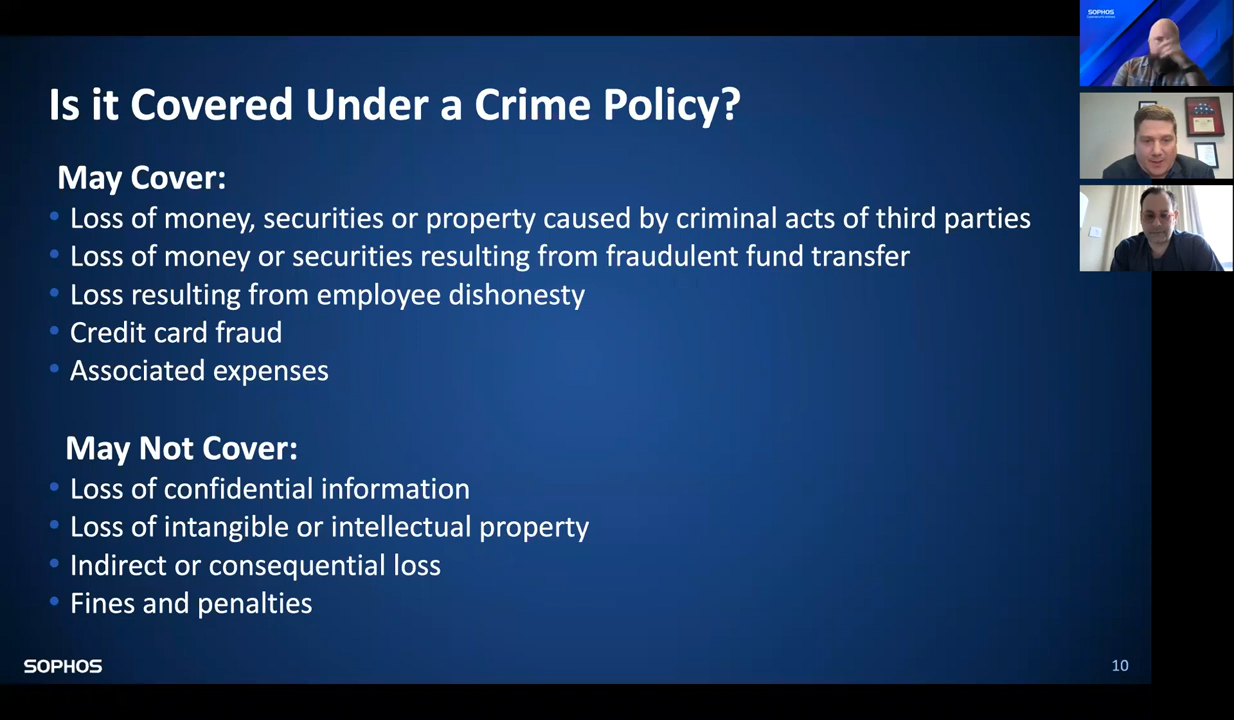 Is it Covered Under a Crime Policy?
May Cover:
• Loss of money, securities or property caused by criminal acts of third parties
• Loss of money or securities resulting from fraudulent fund transfer
• Loss resulting from employee dishonesty
• Credit card fraud
• Associated expenses
May Not Cover:
• Loss of confidential information
• Loss of intangible or intellectual property
• Indirect or consequential loss
• Fines and penalties
SOPHOS
10
SOPHOS